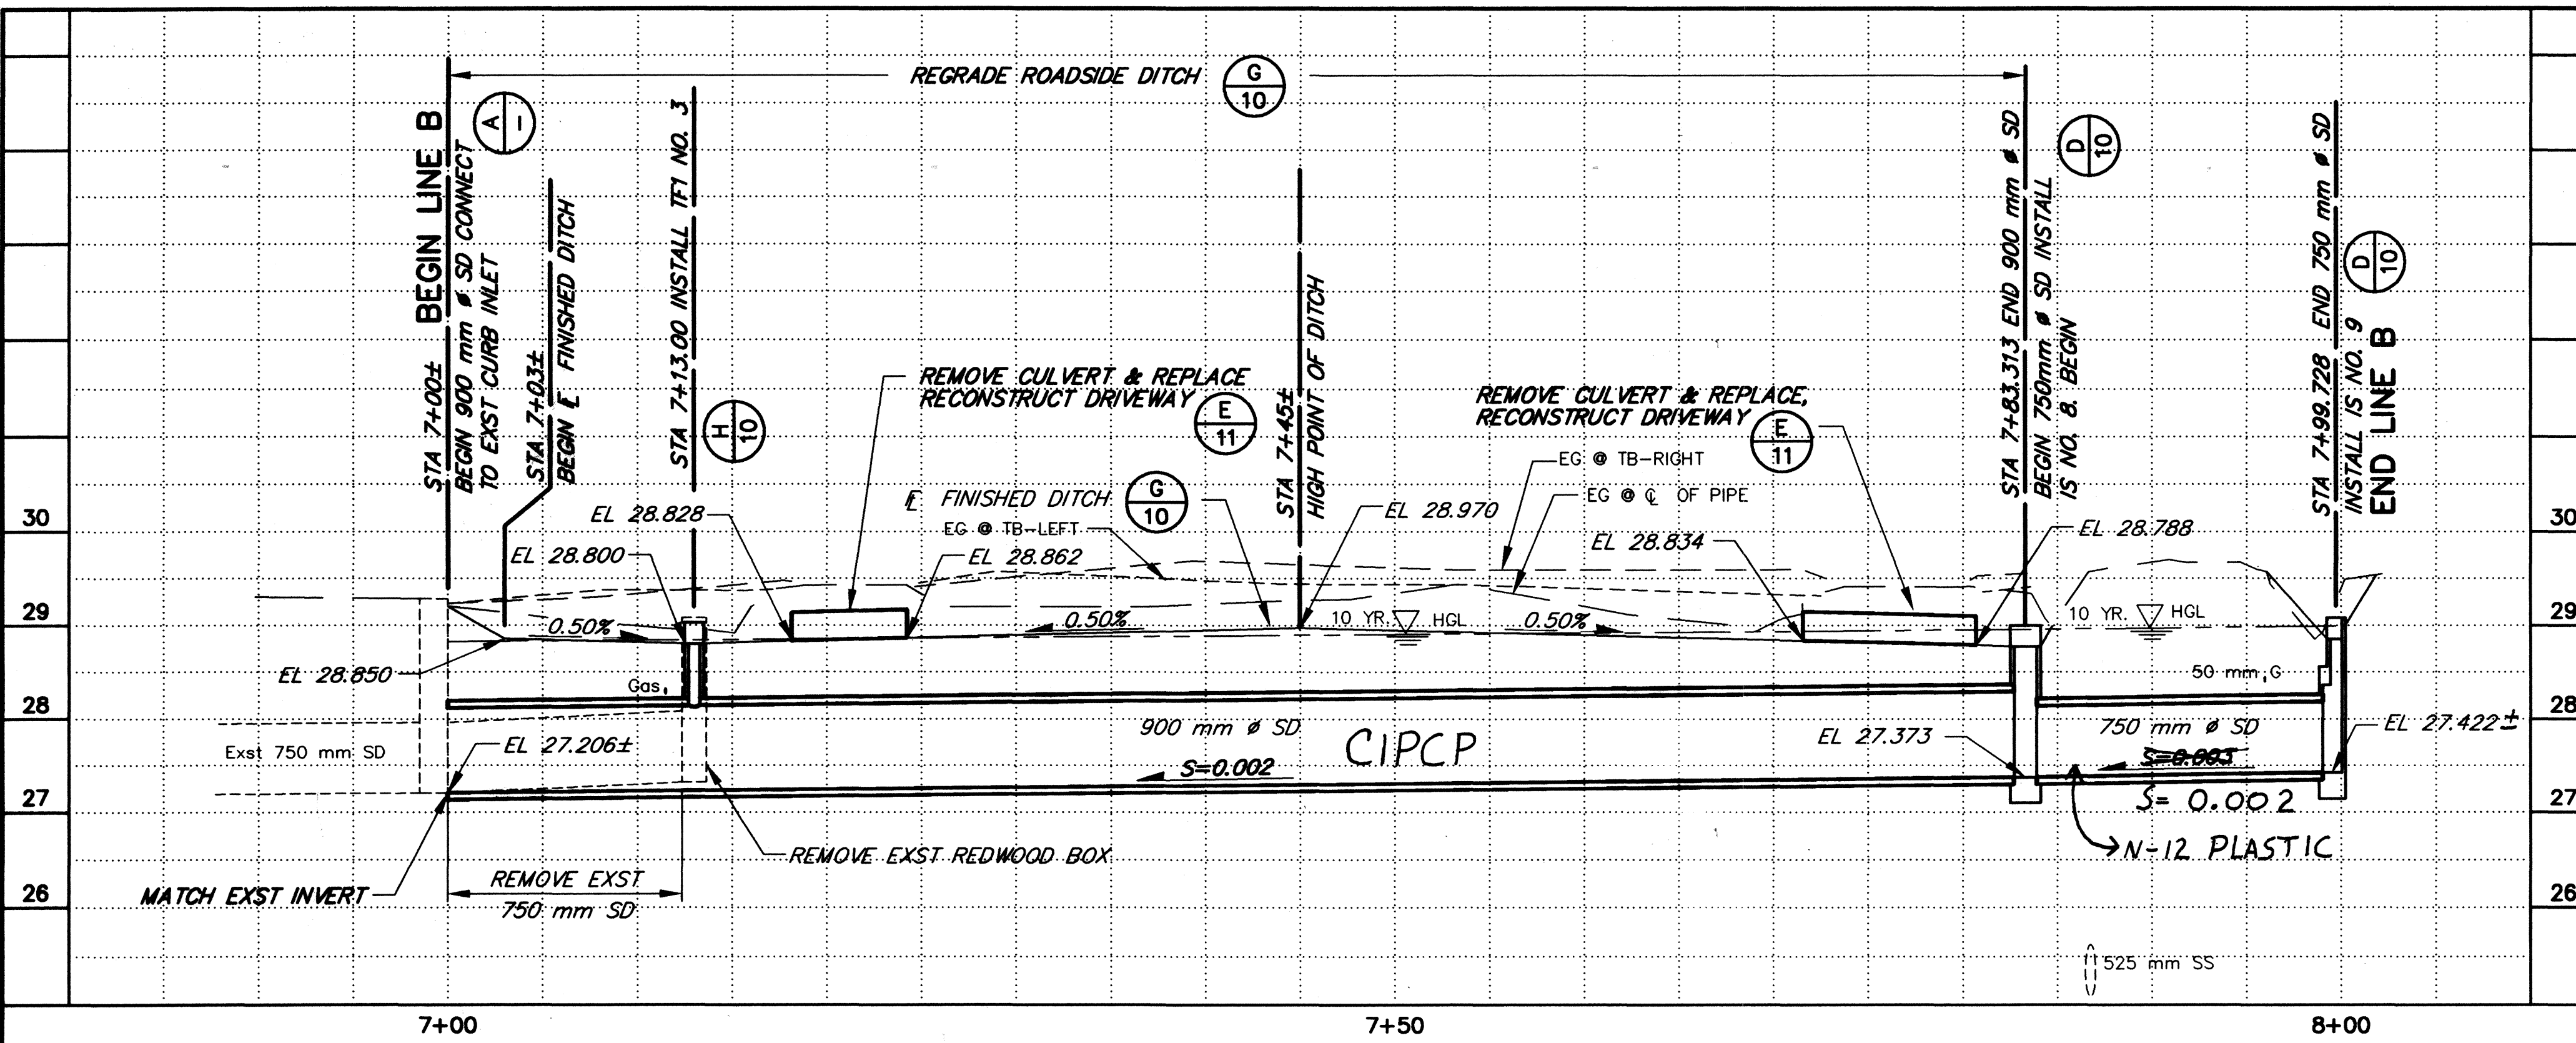 REGRADE ROADSIDE DITCH
G
10
STA 7+00±
BEGIN LINE B
BEGIN 900 mm ø SD CONNECT
TO EXST CURB INLET
A
—
STA 7+03±
BEGIN ₵ FINISHED DITCH
STA 7+13.00 INSTALL TF1 NO. 3
H
10
REMOVE CULVERT & REPLACE
RECONSTRUCT DRIVEWAY
E
11
STA 7+45±
HIGH POINT OF DITCH
REMOVE CULVERT & REPLACE,
RECONSTRUCT DRIVEWAY
E
11
STA 7+83.313 END 900 mm ø SD
BEGIN 750mm ø SD INSTALL
IS NO. 8. BEGIN
D
10
STA 7+99.728 END 750 mm ø SD
INSTALL IS NO. 9
END LINE B
D
10
EG @ TB-RIGHT
EG @ ₵ OF PIPE
FINISHED DITCH
G
10
EG @ TB-LEFT
EL 28.828
EL 28.800
EL 28.862
EL 28.970
EL 28.834
EL 28.788
30
30
29
29
0.50%
0.50%
10 YR. HGL
0.50%
10 YR. HGL
EL 28.850
Gas
50 mm G
28
28
900 mm ø SD
CIPCP
750 mm ø SD
EL 27.422±
Exst 750 mm SD
EL 27.206±
EL 27.373
S=0.002
S=0.003
S= 0.002
27
27
N-12 PLASTIC
REMOVE EXST REDWOOD BOX
MATCH EXST INVERT
REMOVE EXST
750 mm SD
26
26
525 mm SS
7+00
7+50
8+00